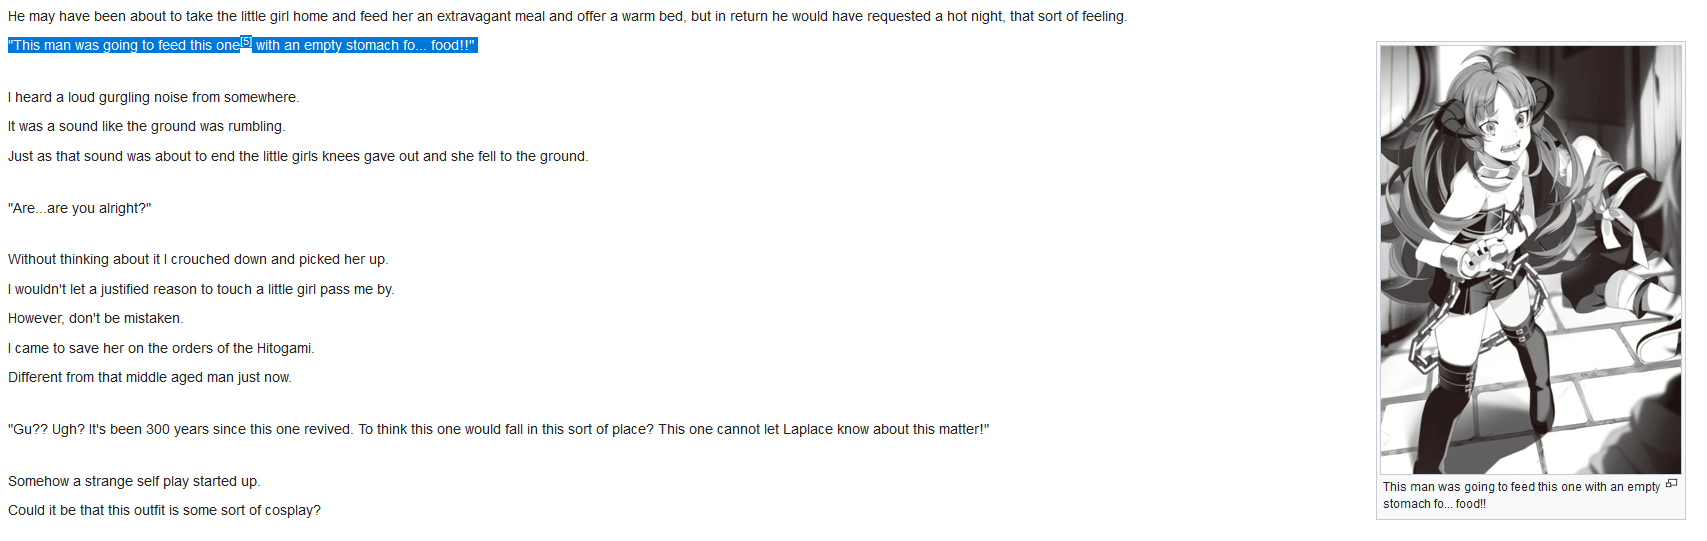 He may have been about to take the little girl home and feed her an extravagant meal and offer a warm bed, but in return he would have requested a hot night, that sort of feeling.
"This man was going to feed this one[5] with an empty stomach fo... food!!"
I heard a loud gurgling noise from somewhere.
It was a sound like the ground was rumbling.
Just as that sound was about to end the little girls knees gave out and she fell to the ground.
"Are...are you alright?"
Without thinking about it I crouched down and picked her up.
I wouldn't let a justified reason to touch a little girl pass me by.
However, don't be mistaken.
I came to save her on the orders of the Hitogami.
Different from that middle aged man just now.
"Gu?? Ugh? It's been 300 years since this one revived. To think this one would fall in this sort of place? This one cannot let Laplace know about this matter!"
Somehow a strange self play started up.
Could it be that this outfit is some sort of cosplay?
This man was going to feed this one with an empty
stomach fo... food!!